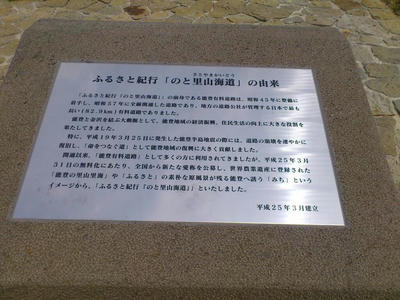 さとやまかいどう
ふるさと紀行「のと里山海道」の由来
「ふるさと紀行「のと里山海道」」の前身である能登有料道路は、昭和45年に整備に
着手し、昭和57年に全線開通した道路であり、地方の道路公社が管理する日本で最も
長い(82.9km)有料道路でありました。
能登と金沢を結ぶ大動脈として、能登地域の経済振興、住民生活の向上に大きな役割を
果たしてきました。
特に、平成19年3月25日に発生した能登半島地震の際には、道路の崩壊を速やかに
復旧し、「命をつなぐ道」として能登地域の復興に大きく貢献しました。
開通以来、「能登有料道路」として多くの方に利用されてきましたが、平成25年3月
31日の無料化にあたり、全国から新たな愛称を公募し、世界農業遺産に登録された
「能登の里山里海」や「ふるさと」の素朴な原風景が残る能登へ誘う「みち」という
イメージから、「ふるさと紀行「のと里山海道」」といたしました。
平成25年3月建立